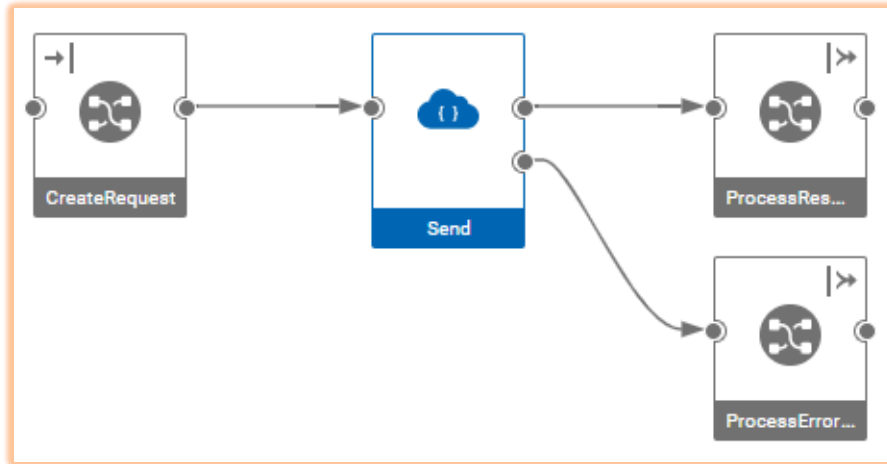 { }
CreateRequest
Send
ProcessRes...
ProcessError...